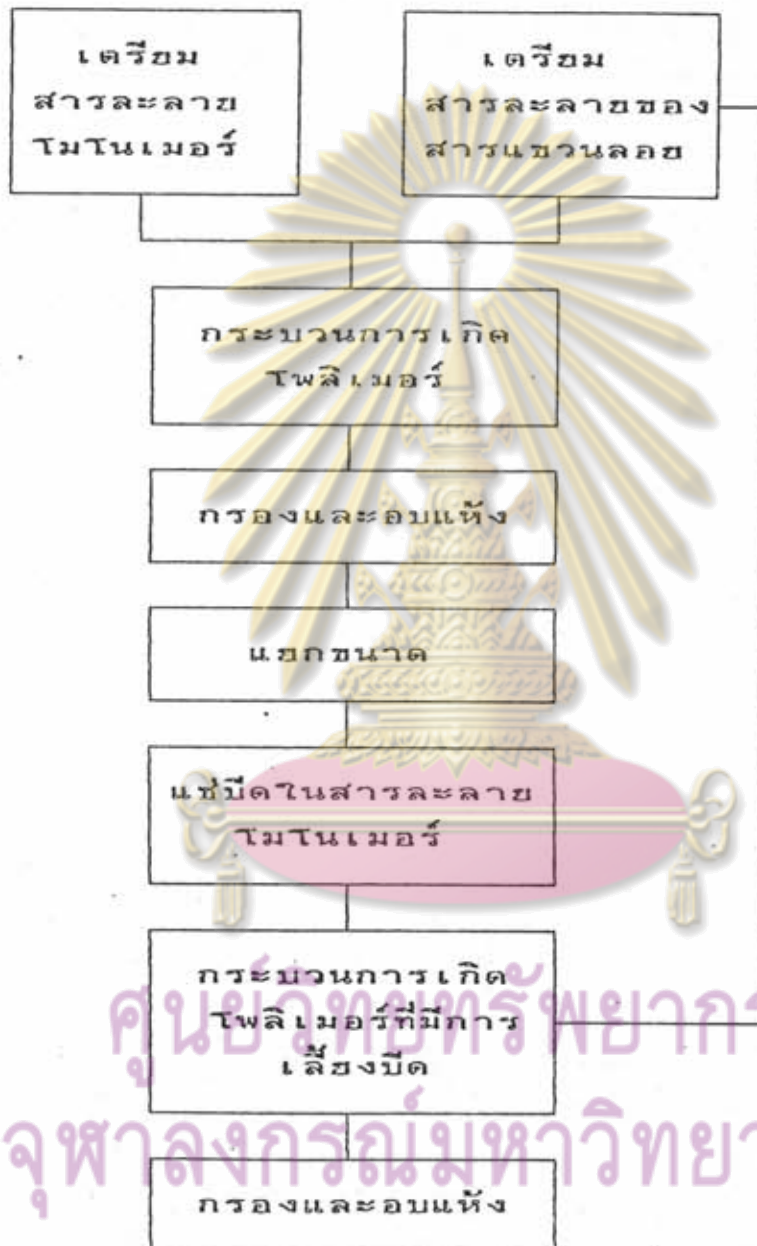 เตรียม
สารละลาย
โมโนเมอร์
เตรียม
สารละลายของ
สารแขวนลอย
กระบวนการเกิด
โพลิเมอร์
กรองและอบแห้ง
แยกขนาด
แช่บีดในสารละลาย
โมโนเมอร์
กระบวนการเกิด
โพลิเมอร์ที่มีการ
เลี้ยงบีด
ศูนย์วิทยทรัพยากร
จุฬาลงกรณ์มหาวิทยา
กรองและอบแห้ง